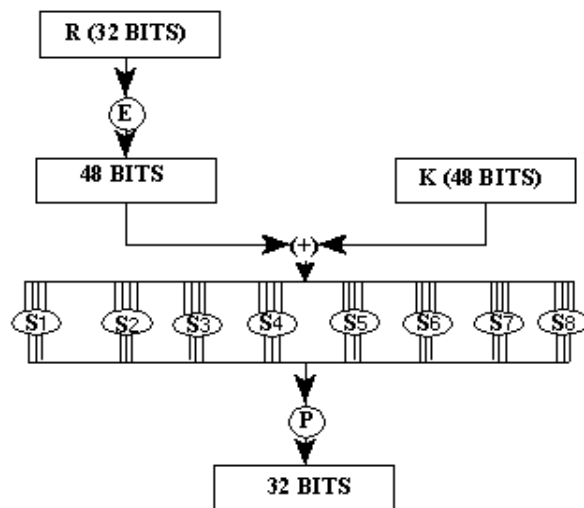 R (32 BITS)
E
48 BITS
K (48 BITS)
(+)
S1 S2 S3 S4 S5 S6 S7 S8
P
32 BITS